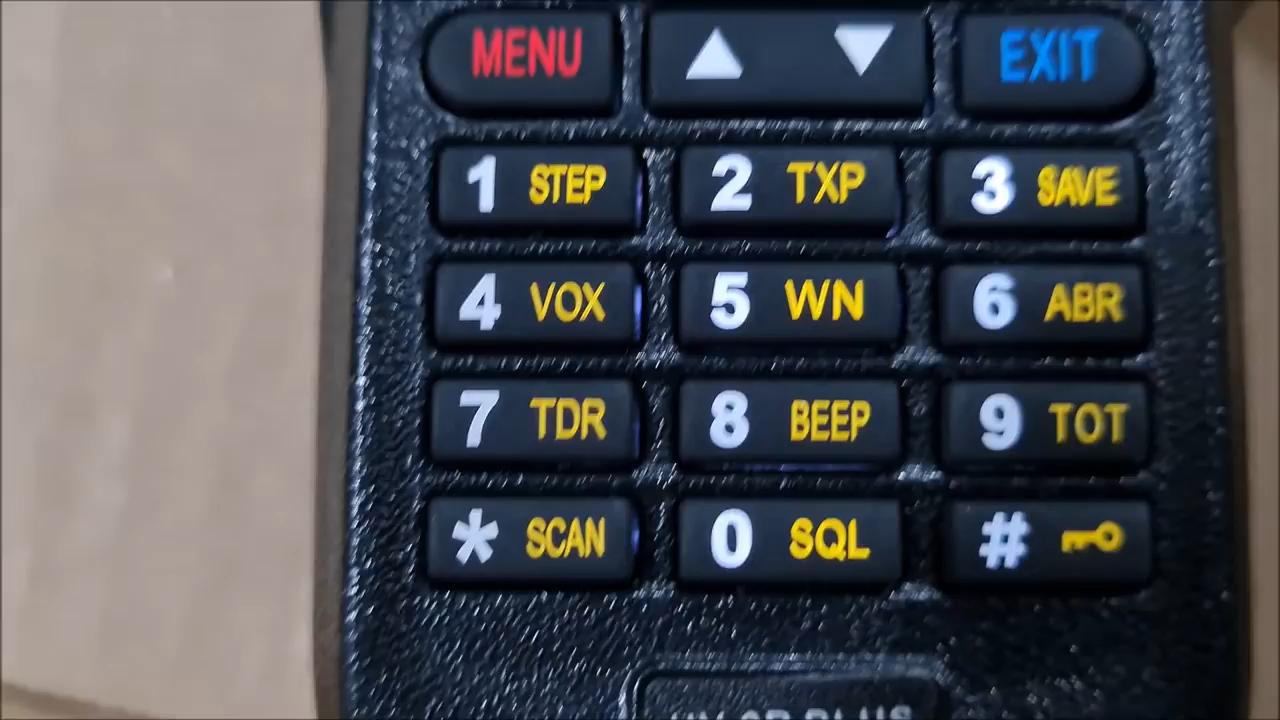 MENU ▲ ▼ EXIT
1 STEP 2 TXP 3 SAVE
4 VOX 5 WN 6 ABR
7 TDR 8 BEEP 9 TOT
* SCAN 0 SQL #
PLUS